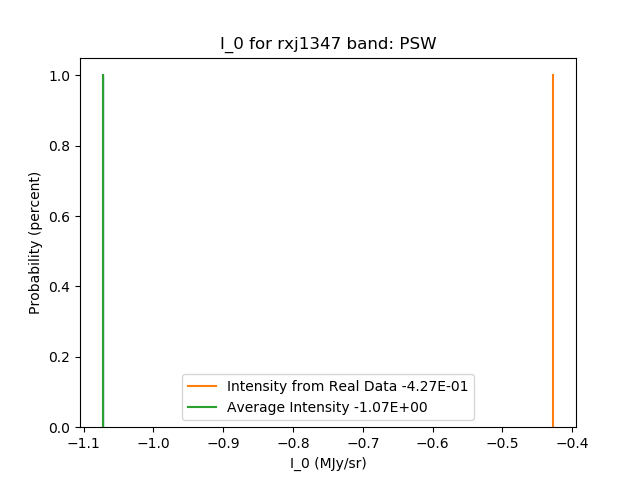 I_0 for rxj1347 band: PSW
Probability (percent)
1.0
0.8
0.6
0.4
0.2
0.0
Intensity from Real Data -4.27E-01
Average Intensity -1.07E+00
−1.1 −1.0 −0.9 −0.8 −0.7 −0.6 −0.5 −0.4
I_0 (MJy/sr)